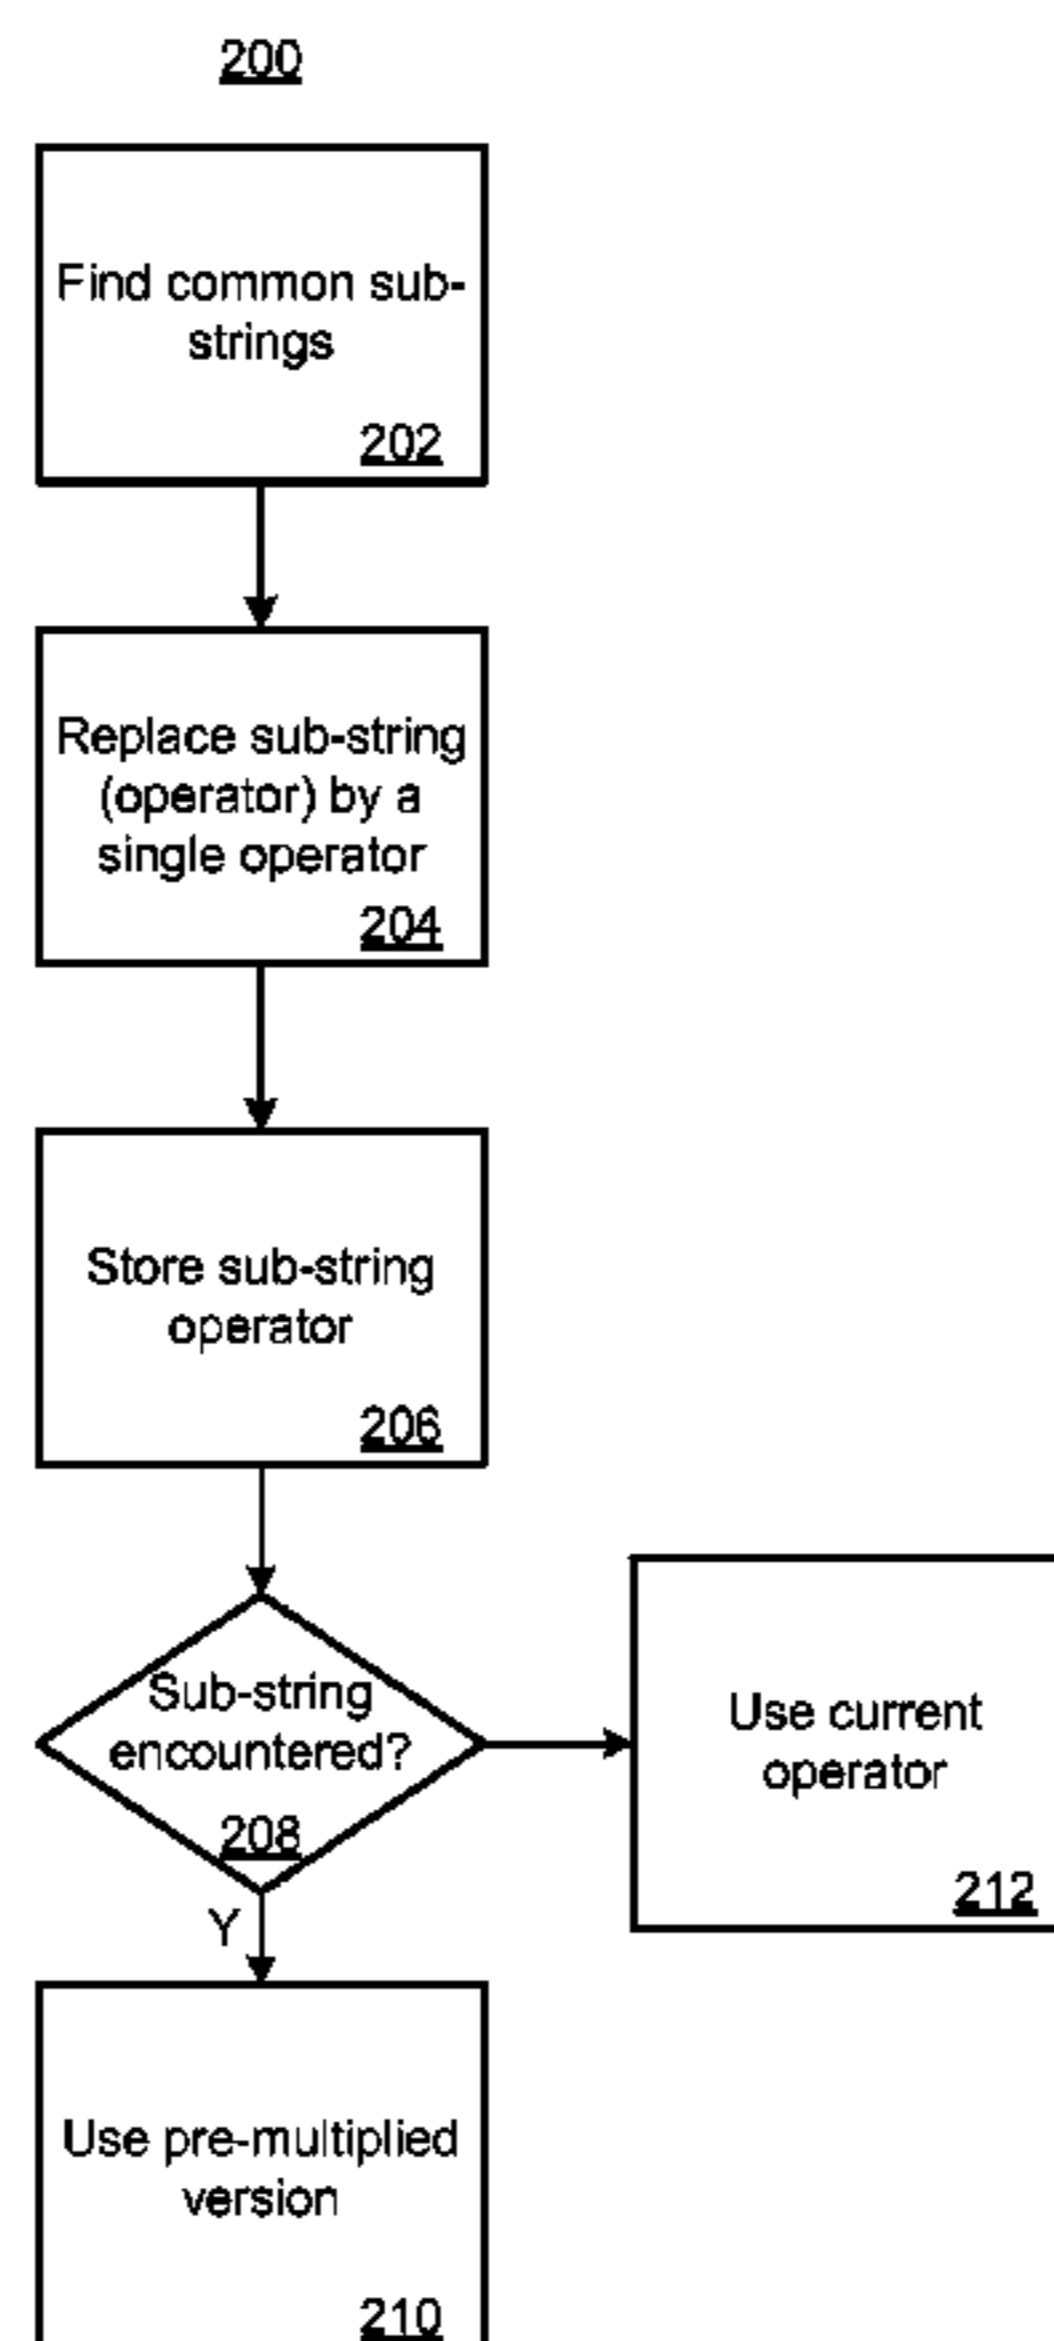 200
Find common sub-
strings
202
Replace sub-string
(operator) by a
single operator
204
Store sub-string
operator
206
Sub-string
encountered?
208
Use current
operator
212
Y
Use pre-multiplied
version
210